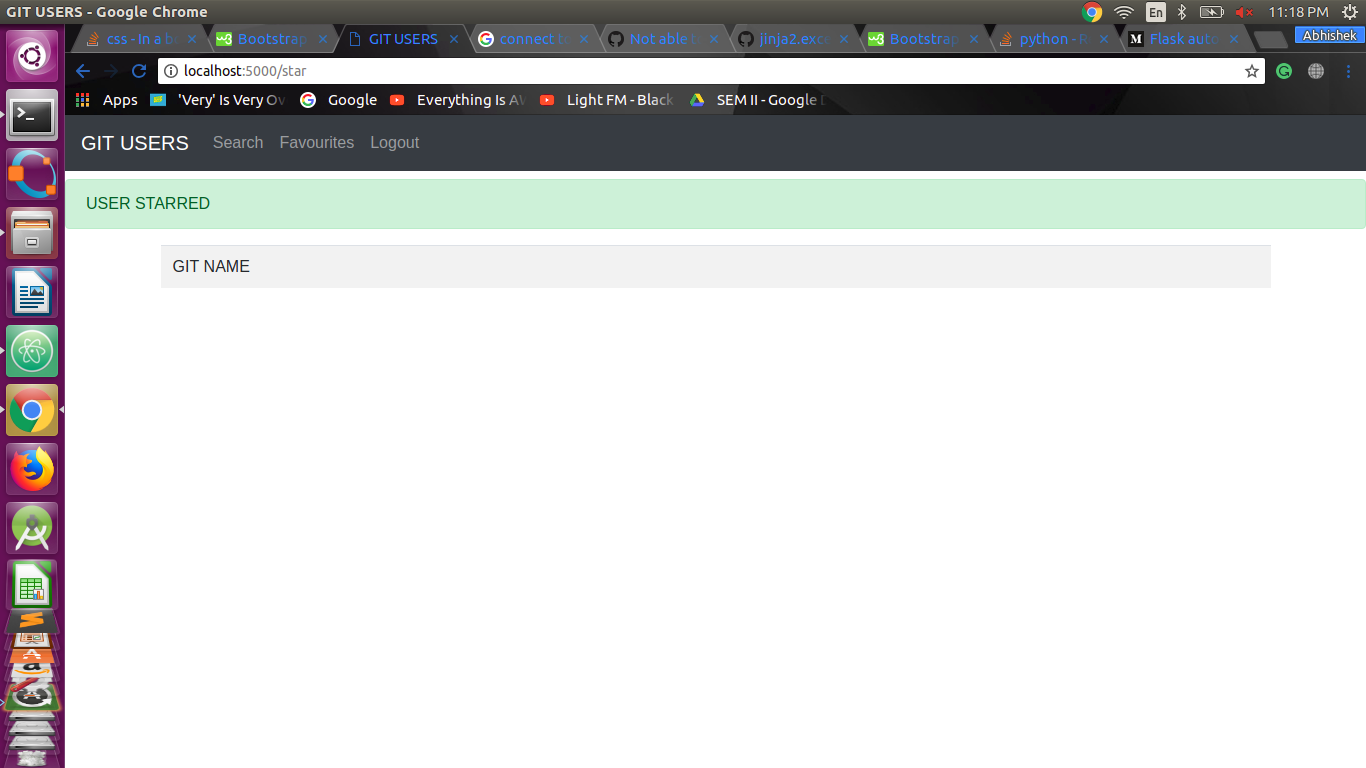 GIT USERS - Google Chrome
En
11:18 PM
css - In a b
Bootstrap
GIT USERS
connect t
Not able t
jinja2.exce
Bootstrap
python - R
M Flask auto
Abhishek
localhost:5000/star
Apps
'Very' Is Very Ov
Google
Everything Is AW
Light FM - Black
SEM II - Google D
GIT USERS Search Favourites Logout
USER STARRED
GIT NAME